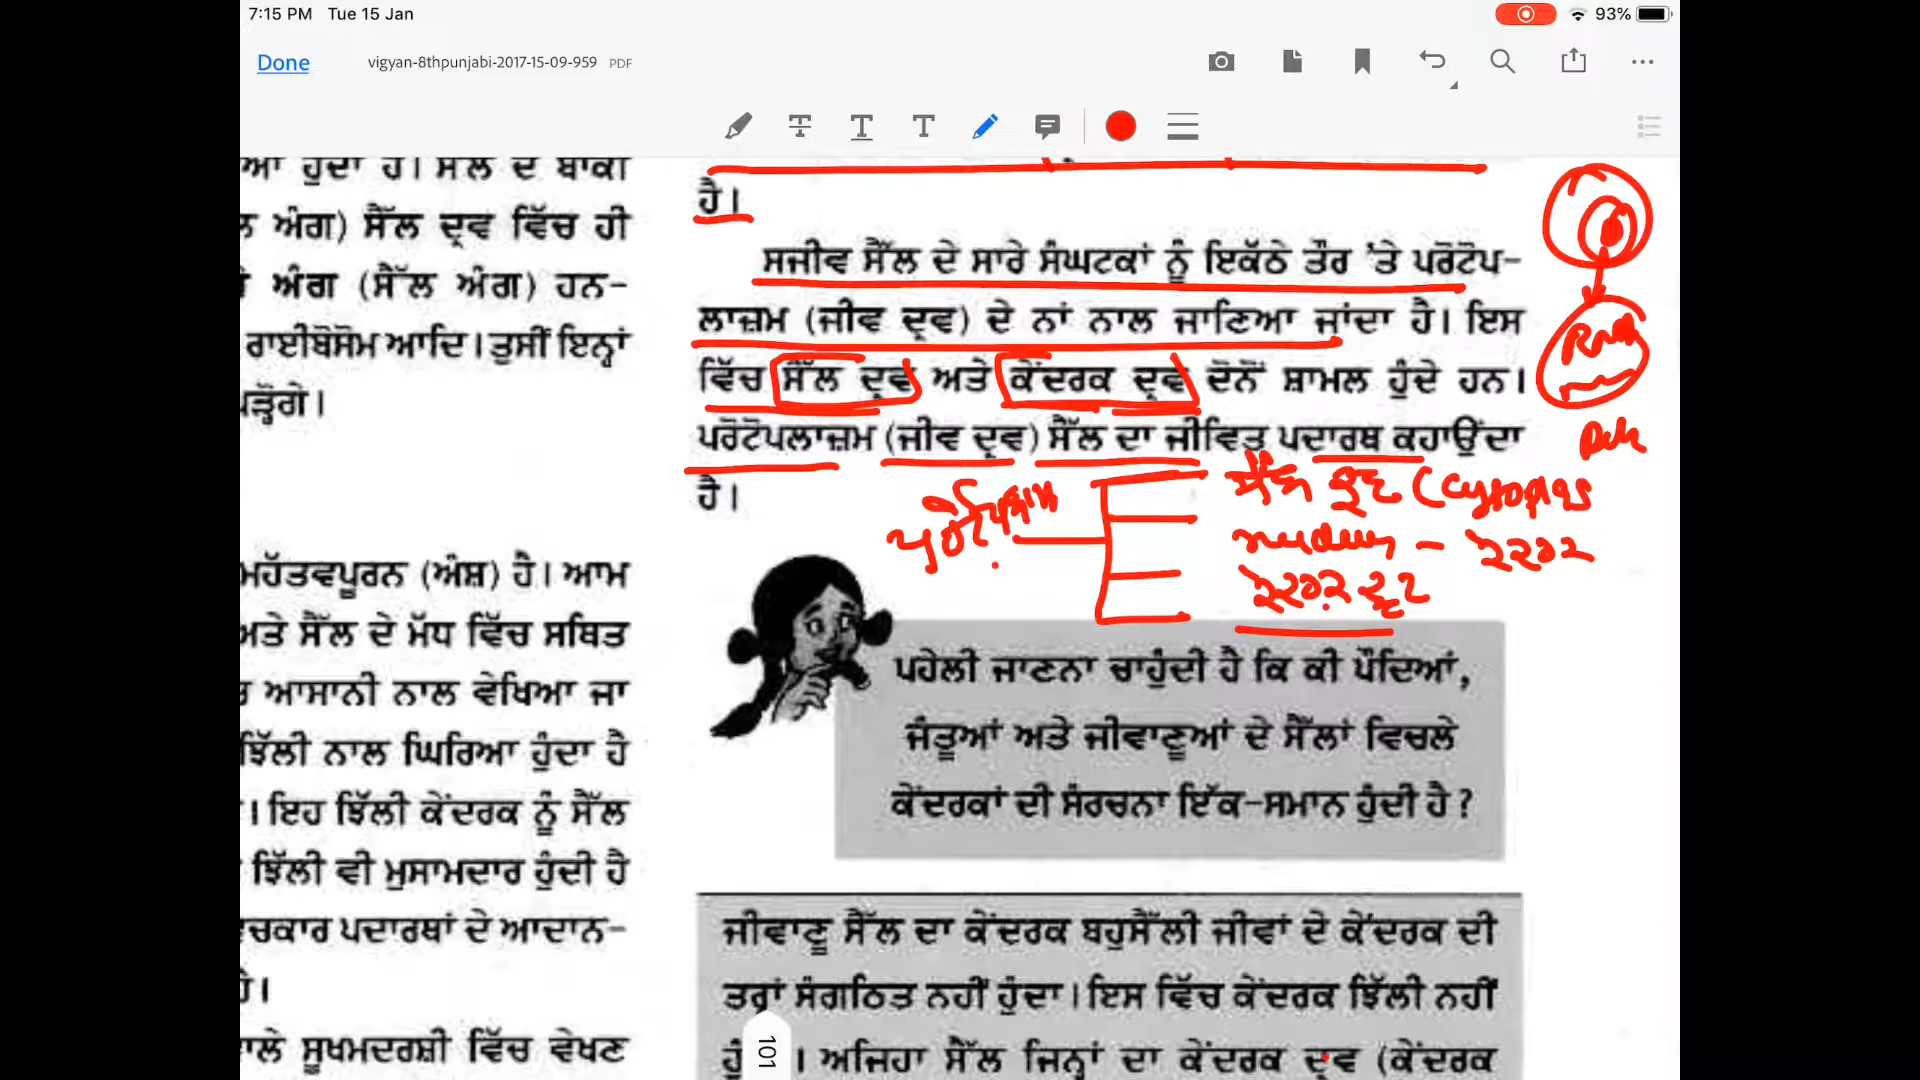 7:15 PM Tue 15 Jan
93%
Done
vigyan-8thpunjabi-2017-15-09-959 PDF
ਆ ਹੁੰਦਾ ਹੈ। ਸੈੱਲ ਦੇ ਬਾਕੀ
ਅੰਗ) ਸੈੱਲ ਦ੍ਰਵ ਵਿੱਚ ਹੀ
ਅੰਗ (ਸੈੱਲ ਅੰਗ) ਹਨ-
ਰਾਈਬੋਸੋਮ ਆਦਿ। ਤੁਸੀਂ ਇਨ੍ਹਾਂ
ਪੜ੍ਹੋਗੇ।
ਮਹੱਤਵਪੂਰਨ (ਅੰਸ਼) ਹੈ। ਆਮ
ਅਤੇ ਸੈੱਲ ਦੇ ਮੱਧ ਵਿੱਚ ਸਥਿਤ
ਆਸਾਨੀ ਨਾਲ ਵੇਖਿਆ ਜਾ
ਝਿੱਲੀ ਨਾਲ ਘਿਰਿਆ ਹੁੰਦਾ ਹੈ
। ਇਹ ਝਿੱਲੀ ਕੇਂਦਰਕ ਨੂੰ ਸੈੱਲ
ਝਿੱਲੀ ਵੀ ਮੁਸਾਮਦਾਰ ਹੁੰਦੀ ਹੈ
ਚਕਾਰ ਪਦਾਰਥਾਂ ਦੇ ਆਦਾਨ-
ਹੈ।
ਵਾਲੇ ਸੂਖਮਦਰਸ਼ੀ ਵਿੱਚ ਵੇਖਣ
ਹੈ।
ਸਜੀਵ ਸੈੱਲ ਦੇ ਸਾਰੇ ਸੰਘਟਕਾਂ ਨੂੰ ਇਕੱਠੇ ਤੌਰ 'ਤੇ ਪਰੋਟੋਪ-
ਲਾਜ਼ਮ (ਜੀਵ ਦ੍ਰਵ) ਦੇ ਨਾਂ ਨਾਲ ਜਾਣਿਆ ਜਾਂਦਾ ਹੈ। ਇਸ
ਵਿੱਚ ਸੈੱਲ ਦ੍ਰਵ ਅਤੇ ਕੇਂਦਰਕ ਦ੍ਰਵ ਦੋਨੋਂ ਸ਼ਾਮਲ ਹੁੰਦੇ ਹਨ।
ਪਰੋਟੋਪਲਾਜ਼ਮ (ਜੀਵ ਦ੍ਰਵ) ਸੈੱਲ ਦਾ ਜੀਵਿਤ ਪਦਾਰਥ ਕਹਾਉਂਦਾ
ਹੈ।
ਪਹੇਲੀ ਜਾਣਨਾ ਚਾਹੁੰਦੀ ਹੈ ਕਿ ਕੀ ਪੌਦਿਆਂ,
ਜੰਤੂਆਂ ਅਤੇ ਜੀਵਾਣੂਆਂ ਦੇ ਸੈੱਲਾਂ ਵਿਚਲੇ
ਕੇਂਦਰਕਾਂ ਦੀ ਸੰਰਚਨਾ ਇੱਕ-ਸਮਾਨ ਹੁੰਦੀ ਹੈ?
ਜੀਵਾਣੂ ਸੈੱਲ ਦਾ ਕੇਂਦਰਕ ਬਹੁਸੈੱਲੀ ਜੀਵਾਂ ਦੇ ਕੇਂਦਰਕ ਦੀ
ਤਰ੍ਹਾਂ ਸੰਗਠਿਤ ਨਹੀਂ ਹੁੰਦਾ। ਇਸ ਵਿੱਚ ਕੇਂਦਰਕ ਝਿੱਲੀ ਨਹੀਂ
। ਅਜਿਹਾ ਸੈੱਲ ਜਿਨ੍ਹਾਂ ਦਾ ਕੇਂਦਰਕ ਦ੍ਰਵ (ਕੇਂਦਰਕ
101